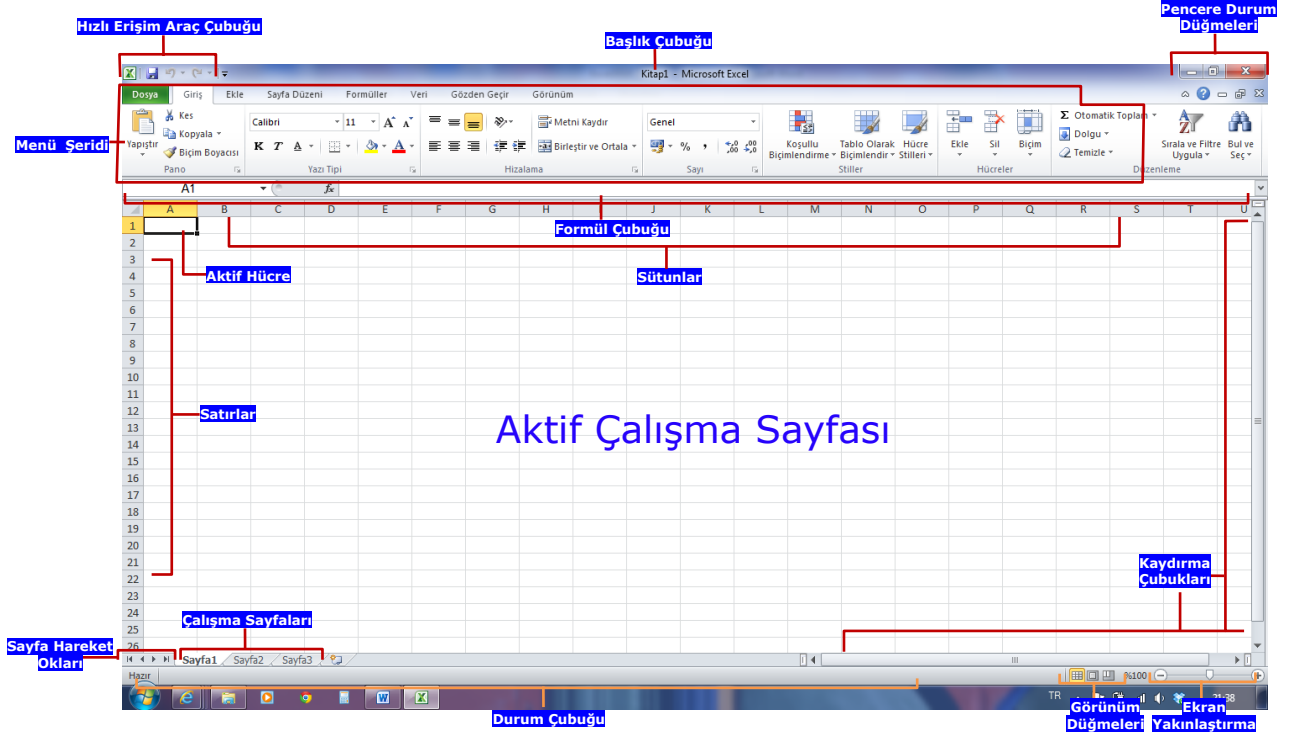 Pencere Durum
Düğmeleri
Hızlı Erişim Araç Çubuğu
Başlık Çubuğu
Kitap1 - Microsoft Excel
Dosya Giriş Ekle Sayfa Düzeni Formüller Veri Gözden Geçir Görünüm
Menü Şeridi
Yapıştır
Kes
Kopyala
Biçim Boyacısı
Pano
Calibri 11
K T A
Yazı Tipi
Metni Kaydır
Birleştir ve Ortala
Hizalama
Genel
%
Sayı
Koşullu
Biçimlendirme
Tablo Olarak
Biçimlendir
Hücre
Stilleri
Stiller
Ekle Sil Biçim
Hücreler
Σ Otomatik Toplam
Dolgu
Temizle
Sırala ve Filtre
Uygula
Bul ve
Seç
Düzenleme
A1 fx
A B C D E F G H J K L M N O P Q R S T U
Formül Çubuğu
Aktif Hücre
Sütunlar
1
2
3
4
5
6
7
8
9
10
11
12
13
14
15
16
17
18
19
20
21
22
23
24
25
26
Satırlar
Aktif Çalışma Sayfası
Kaydırma
Çubukları
Çalışma Sayfaları
Sayfa Hareket
Okları
Sayfa1 Sayfa2 Sayfa3
Hazır
%100
TR
Durum Çubuğu
Görünüm
Düğmeleri
Ekran
Yakınlaştırma